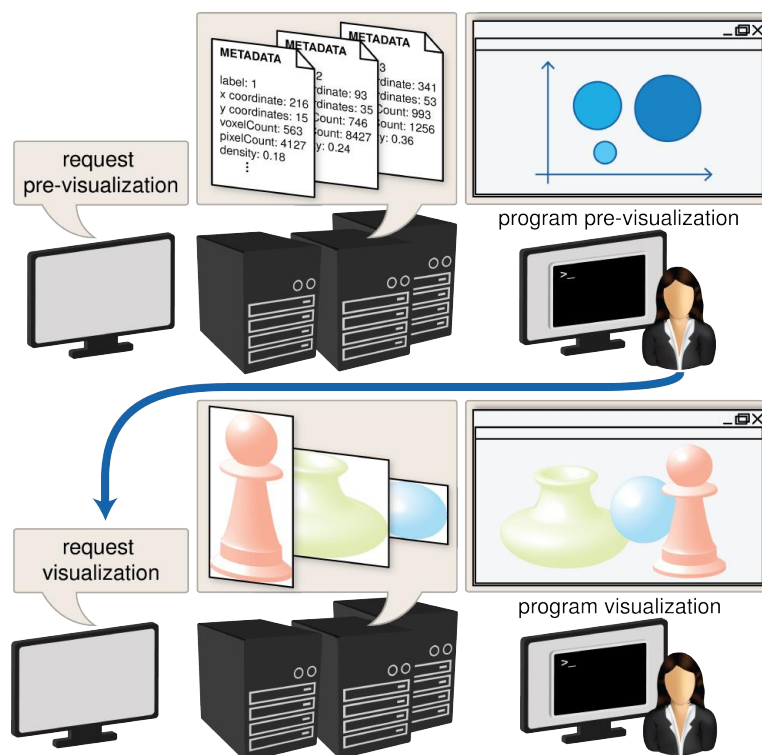 request
pre-visualization
METADATA
label: 1
x coordinate: 216
y coordinates: 15
voxelCount: 563
pixelCount: 4127
density: 0.18
⋮
METADATA
2
rdinate: 93
rdinates: 35
Count: 746
Count: 8427
y: 0.24
METADATA
3
rdinate: 341
ordinates: 53
Count: 993
Count: 1256
ty: 0.36
program pre-visualization
>_
request
visualization
program visualization
>_